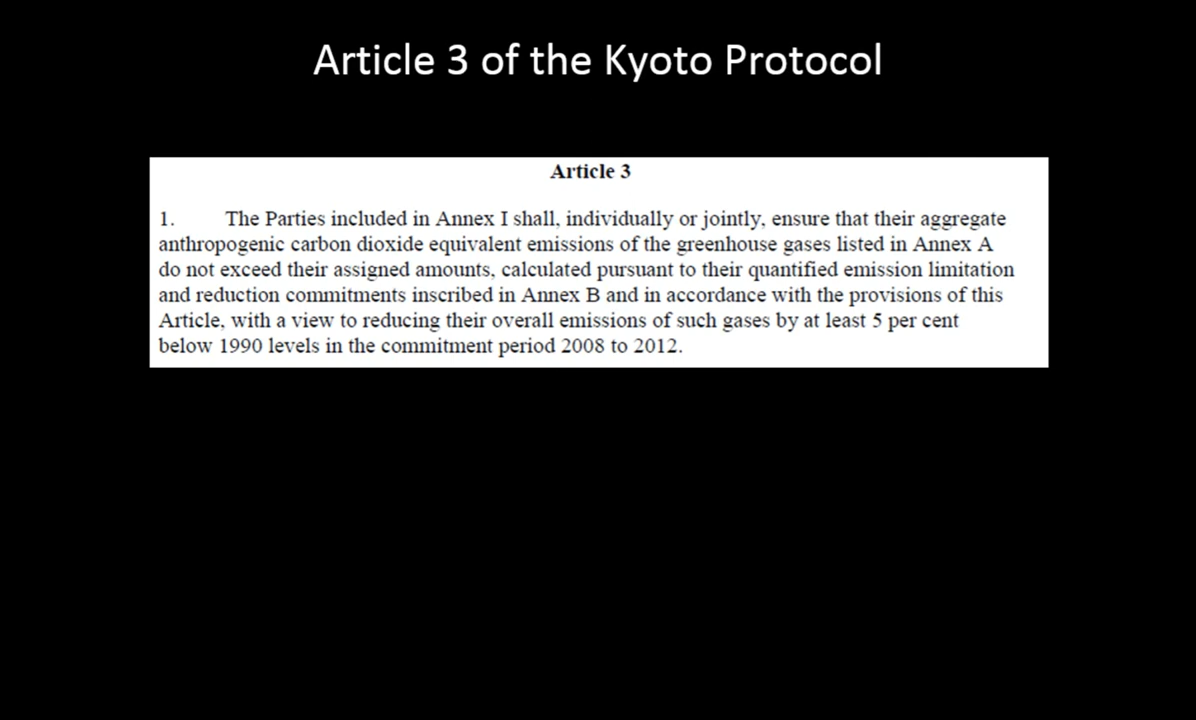 Article 3 of the Kyoto Protocol
Article 3
1. The Parties included in Annex I shall, individually or jointly, ensure that their aggregate
anthropogenic carbon dioxide equivalent emissions of the greenhouse gases listed in Annex A
do not exceed their assigned amounts, calculated pursuant to their quantified emission limitation
and reduction commitments inscribed in Annex B and in accordance with the provisions of this
Article, with a view to reducing their overall emissions of such gases by at least 5 per cent
below 1990 levels in the commitment period 2008 to 2012.